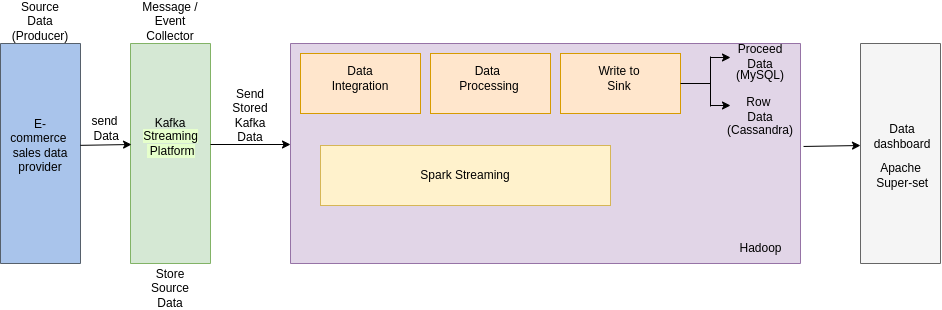 Source
Data
(Producer)
Message /
Event
Collector
E-
commerce
sales data
provider
send
Data
Kafka
Streaming
Platform
Store
Source
Data
Send
Stored
Kafka
Data
Data
Integration
Data
Processing
Write to
Sink
Proceed
Data
(MySQL)
Row
Data
(Cassandra)
Spark Streaming
Hadoop
Data
dashboard
Apache
Super-set